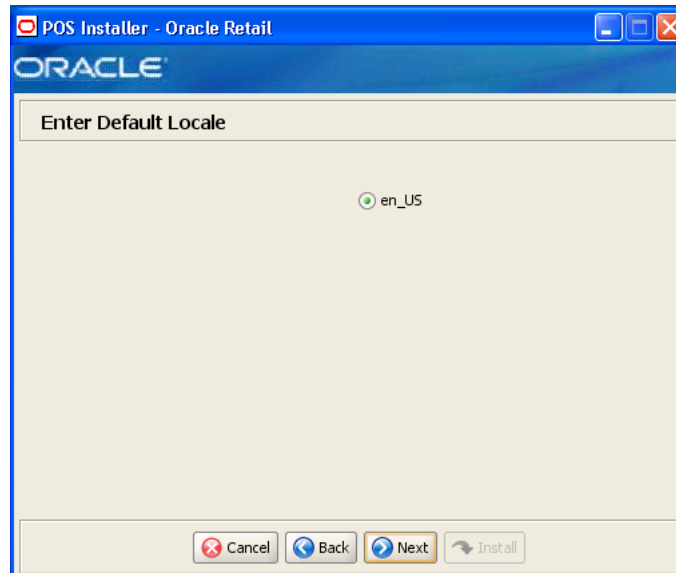 POS Installer - Oracle Retail
ORACLE
Enter Default Locale
en_US
Cancel Back Next Install